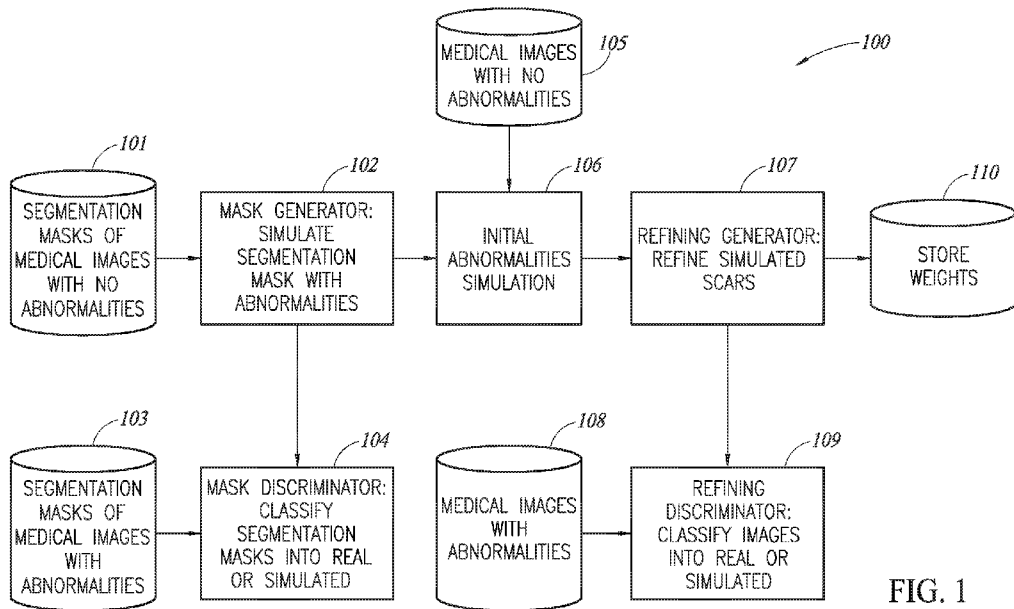 105
MEDICAL IMAGES
WITH NO
ABNORMALITIES
100
101
SEGMENTATION
MASKS OF
MEDICAL IMAGES
WITH NO
ABNORMALITIES
102
MASK GENERATOR:
SIMULATE
SEGMENTATION
MASK WITH
ABNORMALITIES
106
INITIAL
ABNORMALITIES
SIMULATION
107
REFINING GENERATOR:
REFINE SIMULATED
SCARS
110
STORE
WEIGHTS
103
SEGMENTATION
MASKS OF
MEDICAL IMAGES
WITH
ABNORMALITIES
104
MASK DISCRIMINATOR:
CLASSIFY
SEGMENTATION
MASKS INTO REAL
OR SIMULATED
108
MEDICAL IMAGES
WITH
ABNORMALITIES
109
REFINING
DISCRIMINATOR:
CLASSIFY IMAGES
INTO REAL OR
SIMULATED
FIG. 1